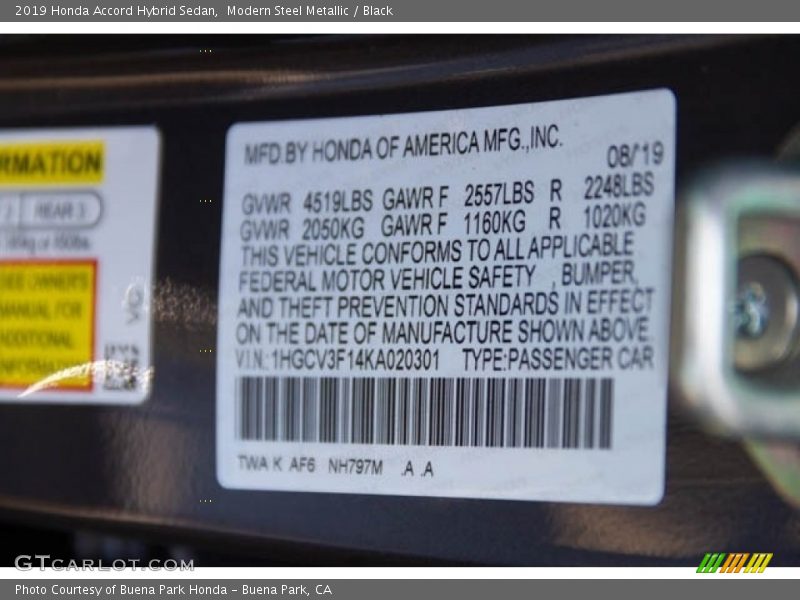 2019 Honda Accord Hybrid Sedan,  Modern Steel Metallic / Black
MFD.BY HONDA OF AMERICA MFG.,INC.
08/'19
GVWR 4519LBS GAWR F 2557LBS R 2248LBS
GVWR 2050KG GAWR F 1160KG R 1020KG
THIS VEHICLE CONFORMS TO ALL APPLICABLE
FEDERAL MOTOR VEHICLE SAFETY , BUMPER,
AND THEFT PREVENTION STANDARDS IN EFFECT
ON THE DATE OF MANUFACTURE SHOWN ABOVE.
V.I.N.:1HGCV3F14KA020301 TYPE:PASSENGER CAR
TWA K AF6 NH797M .A .A
RMATION
REAR 3
SEE OWNER'S
MANUAL FOR
ADDITIONAL
INFORMATION
GTCARLOT.COM
Photo Courtesy of Buena Park Honda – Buena Park, CA